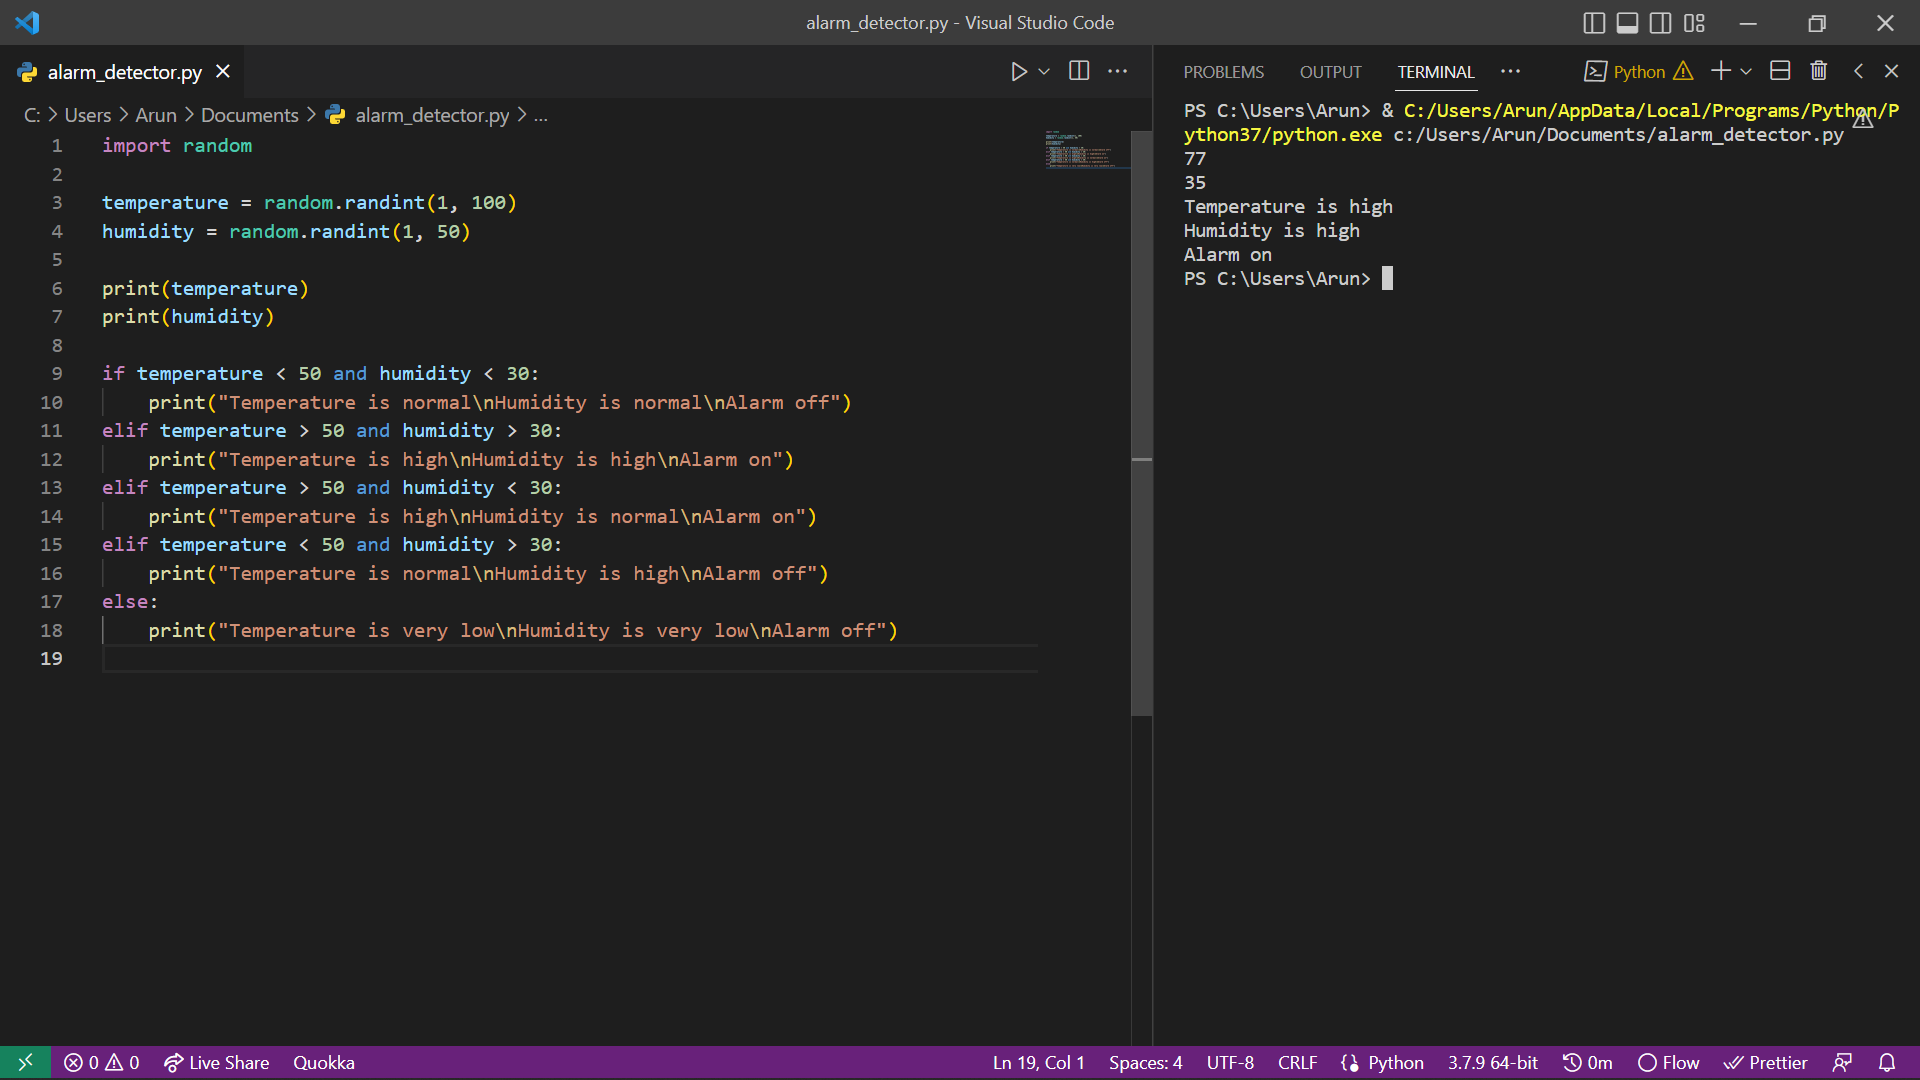 alarm_detector.py - Visual Studio Code
alarm_detector.py
C: > Users > Arun > Documents > alarm_detector.py > ...
1 import random
2
3 temperature = random.randint(1, 100)
4 humidity = random.randint(1, 50)
5
6 print(temperature)
7 print(humidity)
8
9 if temperature < 50 and humidity < 30:
10     print("Temperature is normal\nHumidity is normal\nAlarm off")
11 elif temperature > 50 and humidity > 30:
12     print("Temperature is high\nHumidity is high\nAlarm on")
13 elif temperature > 50 and humidity < 30:
14     print("Temperature is high\nHumidity is normal\nAlarm on")
15 elif temperature < 50 and humidity > 30:
16     print("Temperature is normal\nHumidity is high\nAlarm off")
17 else:
18     print("Temperature is very low\nHumidity is very low\nAlarm off")
19
PROBLEMS OUTPUT TERMINAL ... Python
PS C:\Users\Arun> & C:/Users/Arun/AppData/Local/Programs/Python/P
ython37/python.exe c:/Users/Arun/Documents/alarm_detector.py
77
35
Temperature is high
Humidity is high
Alarm on
PS C:\Users\Arun>
0 0 Live Share Quokka Ln 19, Col 1 Spaces: 4 UTF-8 CRLF Python 3.7.9 64-bit 0m Flow Prettier